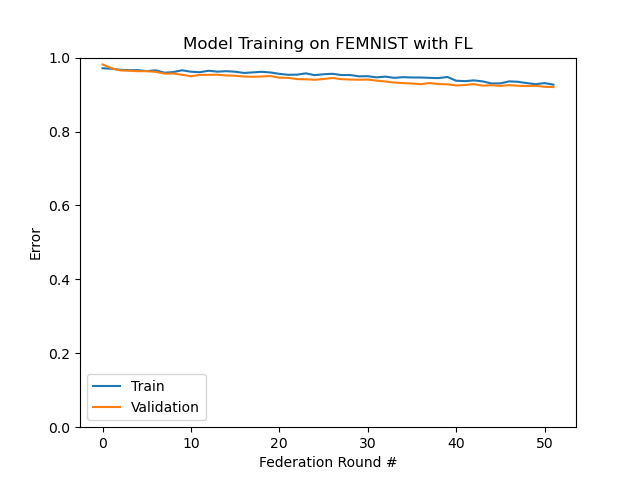 Model Training on FEMNIST with FL
1.0
0.8
0.6
0.4
0.2
0.0
Error
Train
Validation
0 10 20 30 40 50
Federation Round #